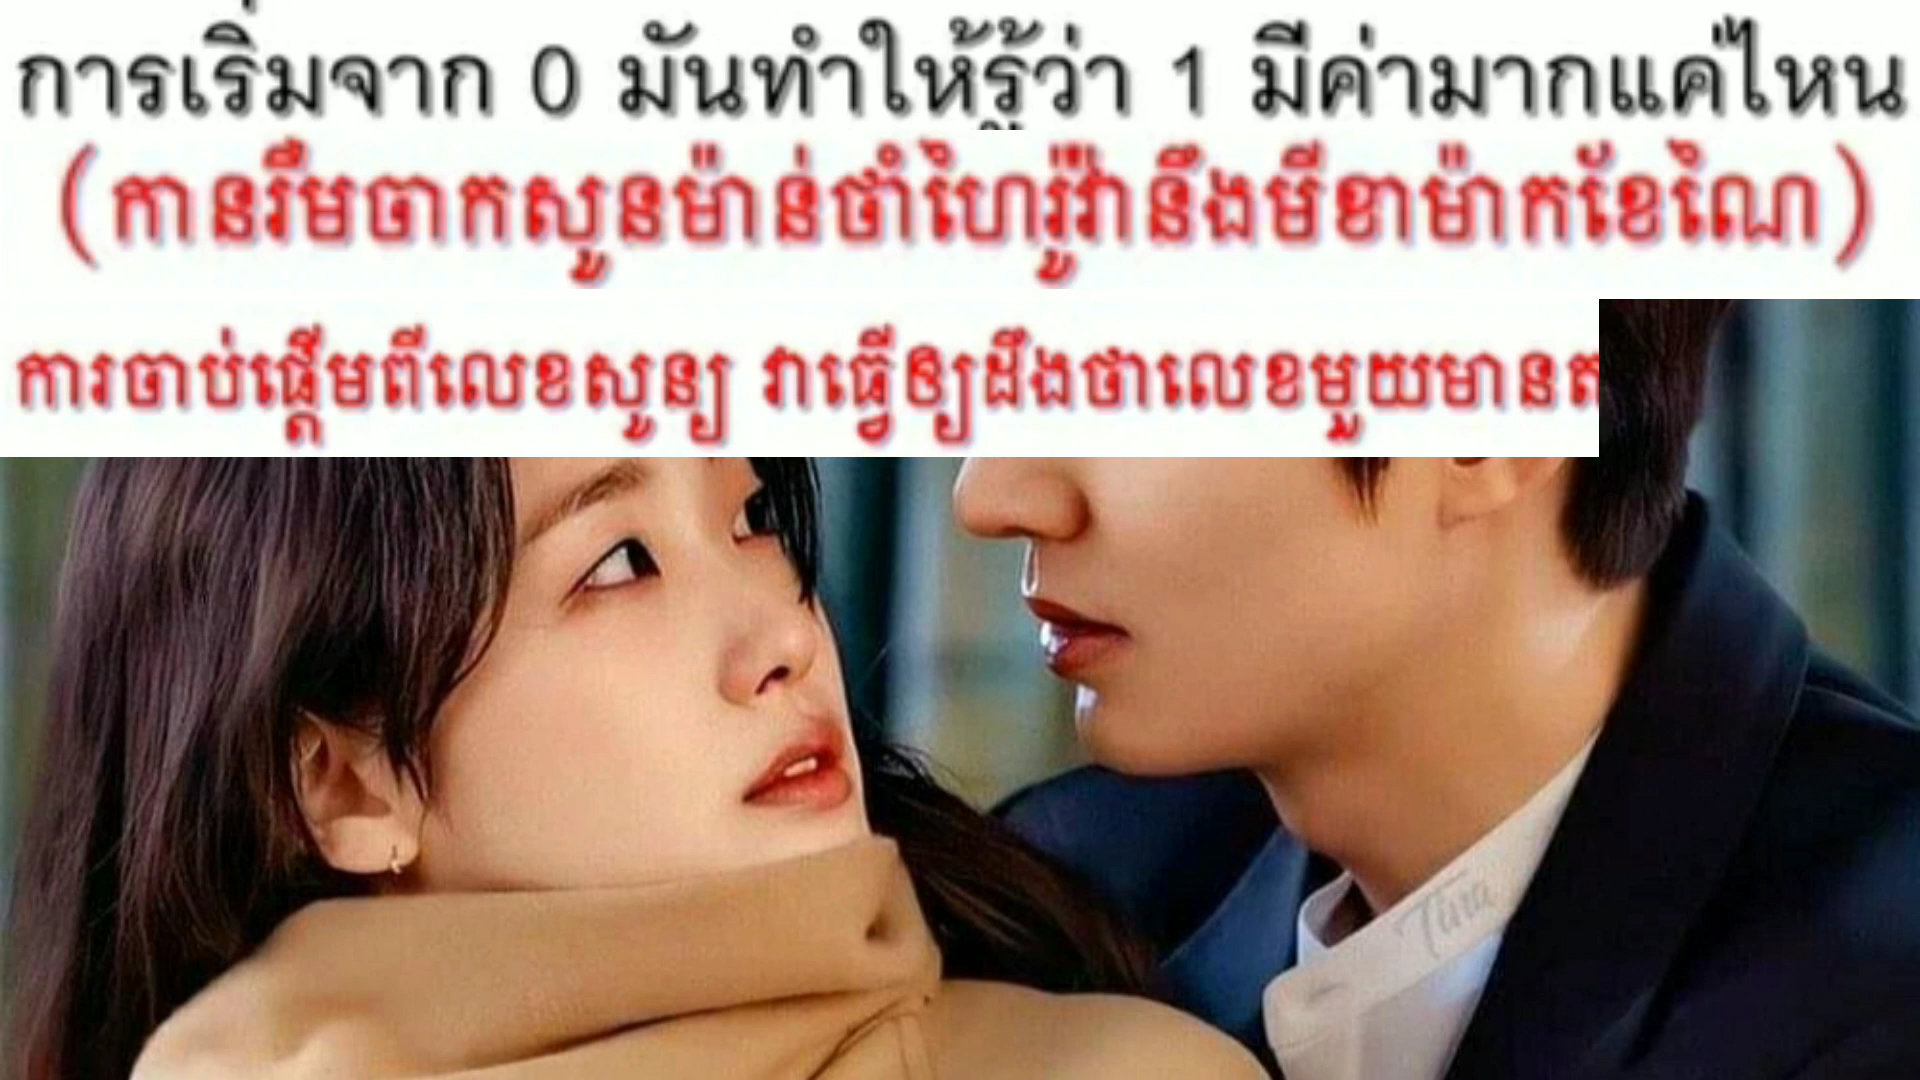 การเริ่มจาก 0 มันทำให้รู้ว่า 1 มีค่ามากแค่ไหน
(កានរើមចាកសូនម៉ាន់ថាំហៃរ៉ូវ៉ានឹងមីខាម៉ាកខែណៃ)
ការចាប់ផ្ដើមពីលេខសូន្យ វាធ្វើឲ្យដឹងថាលេខមួយមាន
Tina